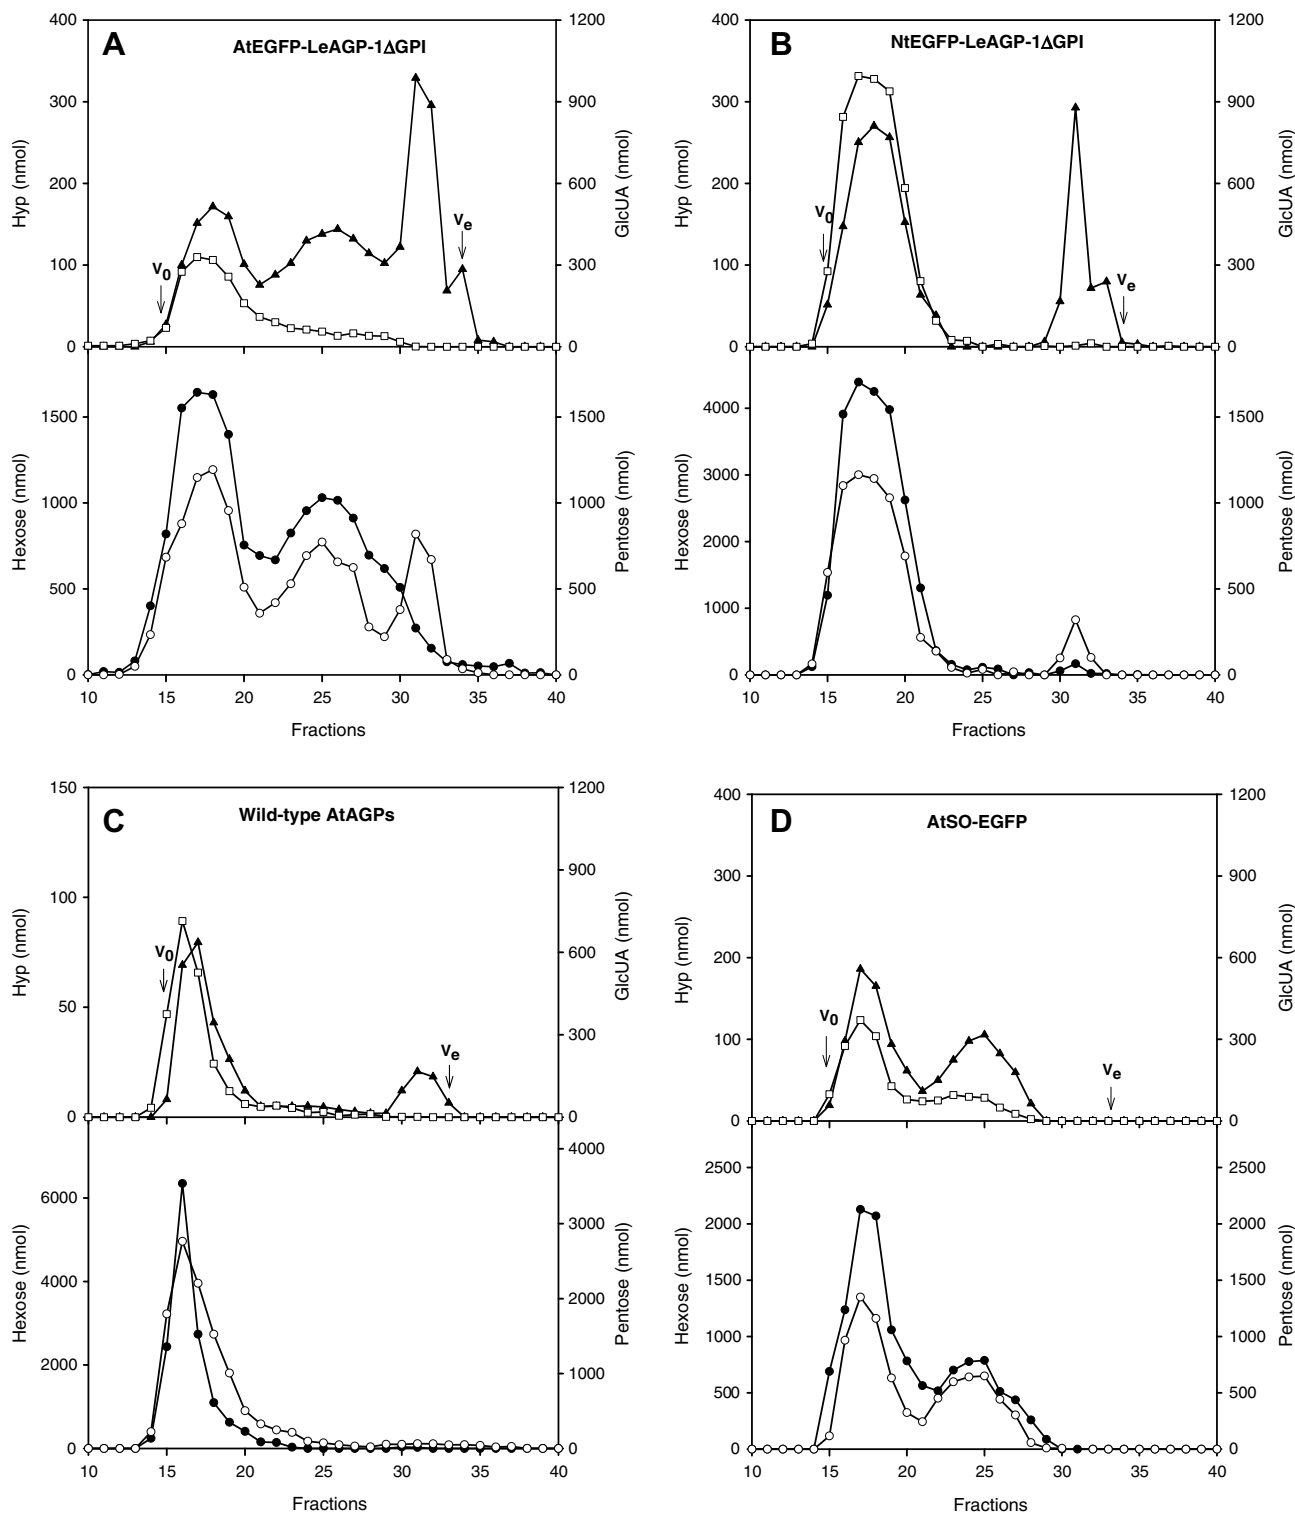 A
AtEGFP-LeAGP-1ΔGPI
400
300
200
100
0
Hyp (nmol)
1200
900
600
300
0
GlcUA (nmol)
V0
Ve
1500
1000
500
0
Hexose (nmol)
1500
1000
500
0
Pentose (nmol)
10 15 20 25 30 35 40
Fractions
B
NtEGFP-LeAGP-1ΔGPI
400
300
200
100
0
Hyp (nmol)
1200
900
600
300
0
GlcUA (nmol)
V0
Ve
4000
3000
2000
1000
0
Hexose (nmol)
1500
1000
500
0
Pentose (nmol)
10 15 20 25 30 35 40
Fractions
C
Wild-type AtAGPs
150
100
50
0
Hyp (nmol)
1200
900
600
300
0
GlcUA (nmol)
V0
Ve
6000
4000
2000
0
Hexose (nmol)
4000
3000
2000
1000
0
Pentose (nmol)
10 15 20 25 30 35 40
Fractions
D
AtSO-EGFP
400
300
200
100
0
Hyp (nmol)
1200
900
600
300
0
GlcUA (nmol)
V0
Ve
2500
2000
1500
1000
500
0
Hexose (nmol)
2500
2000
1500
1000
500
0
Pentose (nmol)
10 15 20 25 30 35 40
Fractions